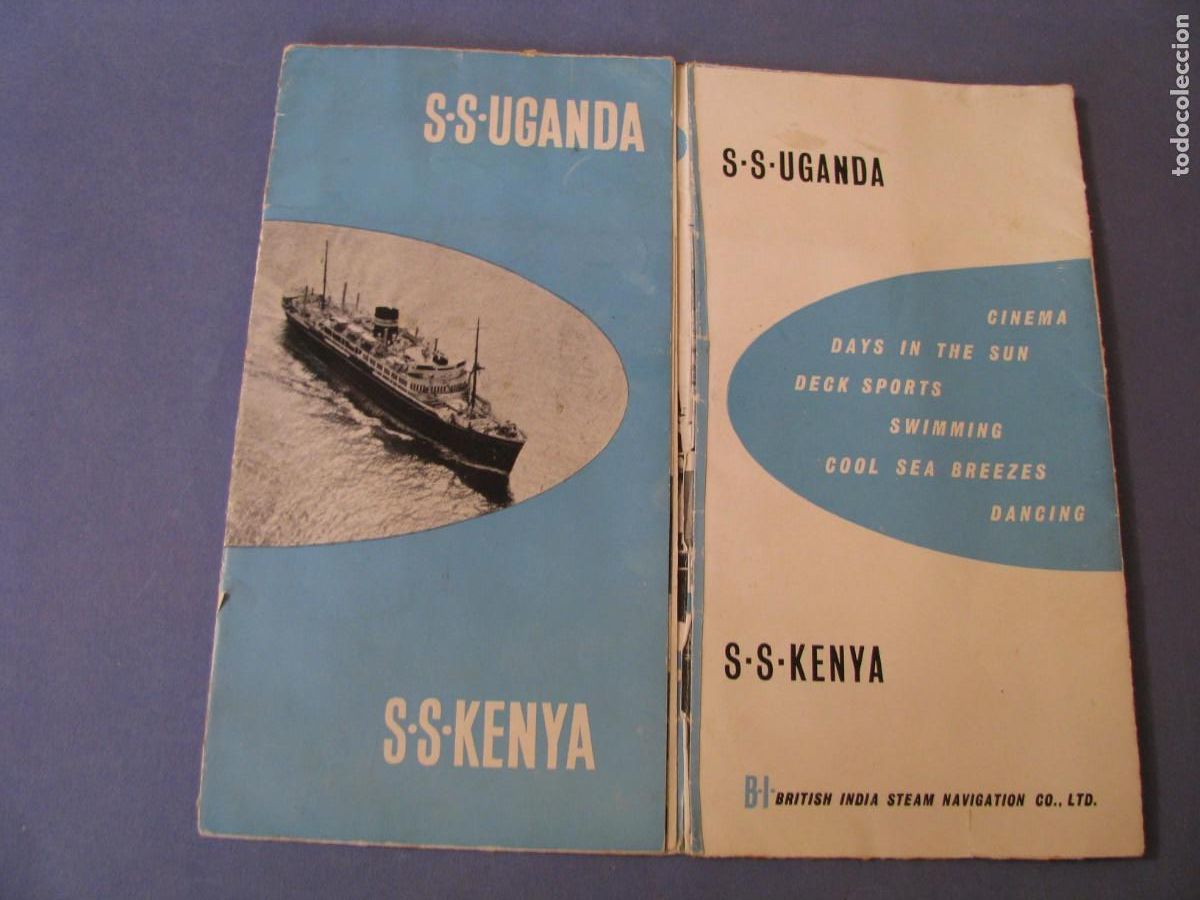 S·S·UGANDA
S·S·KENYA
S·S·UGANDA
CINEMA
DAYS IN THE SUN
DECK SPORTS
SWIMMING
COOL SEA BREEZES
DANCING
S·S·KENYA
B·I· BRITISH INDIA STEAM NAVIGATION CO., LTD.
todocoleccion